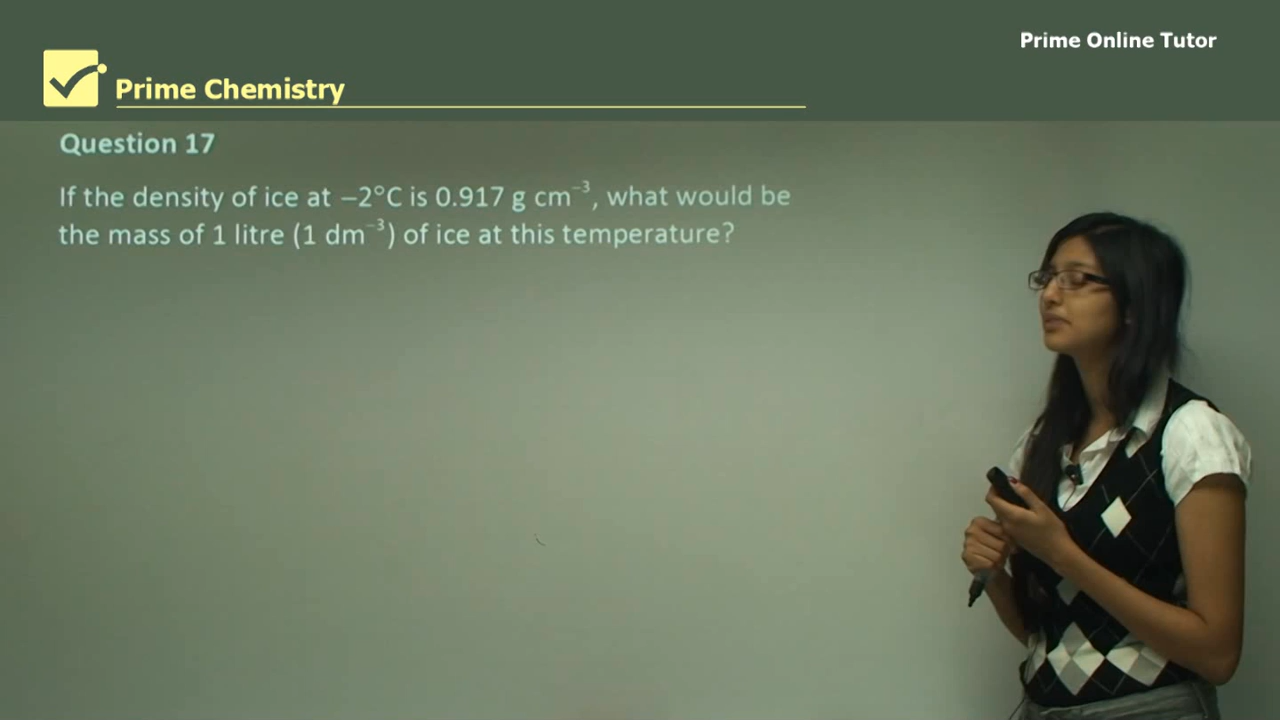 Prime Online Tutor
Prime Chemistry
Question 17
If the density of ice at −2°C is 0.917 g cm⁻³, what would be
the mass of 1 litre (1 dm⁻³) of ice at this temperature?